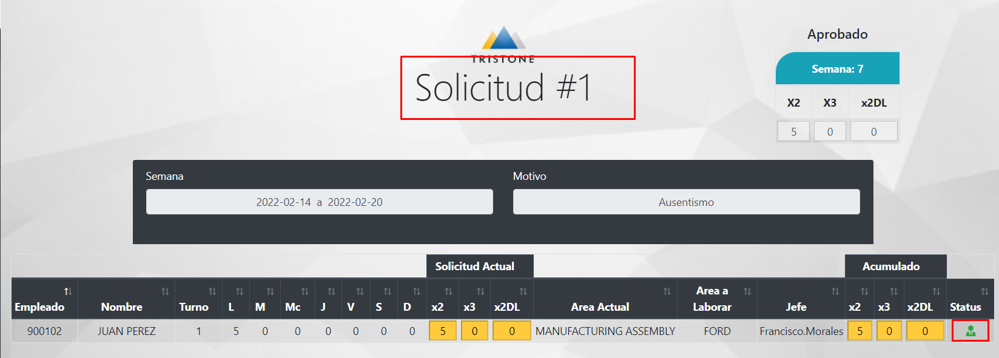 TRISTONE
Solicitud #1
Aprobado
Semana: 7
X2 X3 x2DL
5 0 0
Semana Motivo
2022-02-14 a 2022-02-20 Ausentismo
Solicitud Actual Acumulado
Empleado Nombre Turno L M Mc J V S D x2 x3 x2DL Area Actual Area a Laborar Jefe x2 x3 x2DL Status
900102 JUAN PEREZ 1 5 0 0 0 0 0 0 5 0 0 MANUFACTURING ASSEMBLY FORD Francisco.Morales 5 0 0